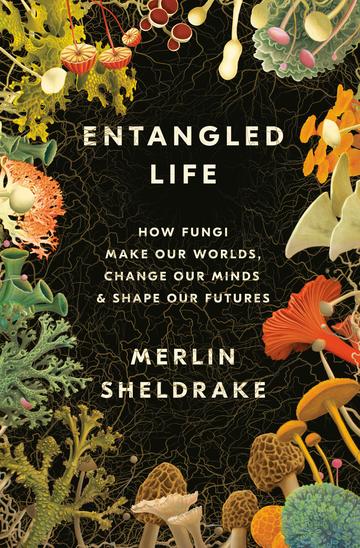 ENTANGLED
LIFE
HOW FUNGI
MAKE OUR WORLDS,
CHANGE OUR MINDS
& SHAPE OUR FUTURES
MERLIN
SHELDRAKE